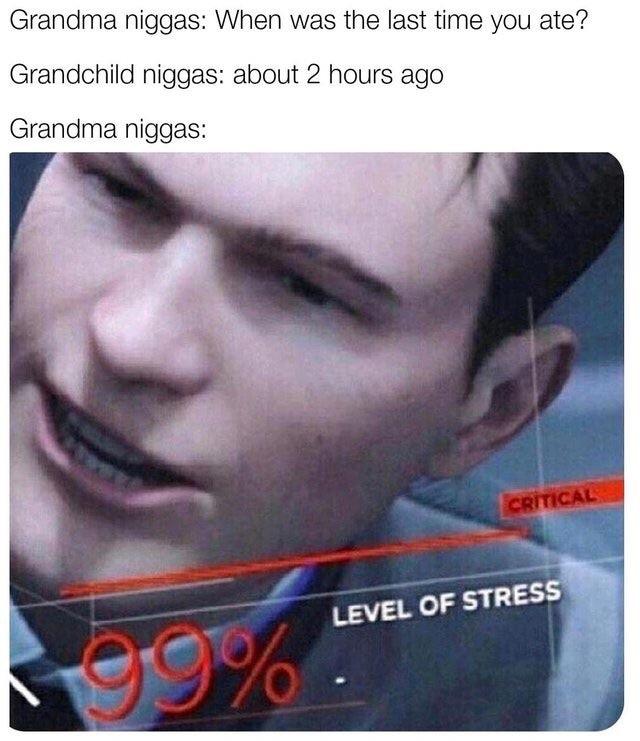 Grandma niggas: When was the last time you ate?
Grandchild niggas: about 2 hours ago
Grandma niggas:
CRITICAL
LEVEL OF STRESS
99%